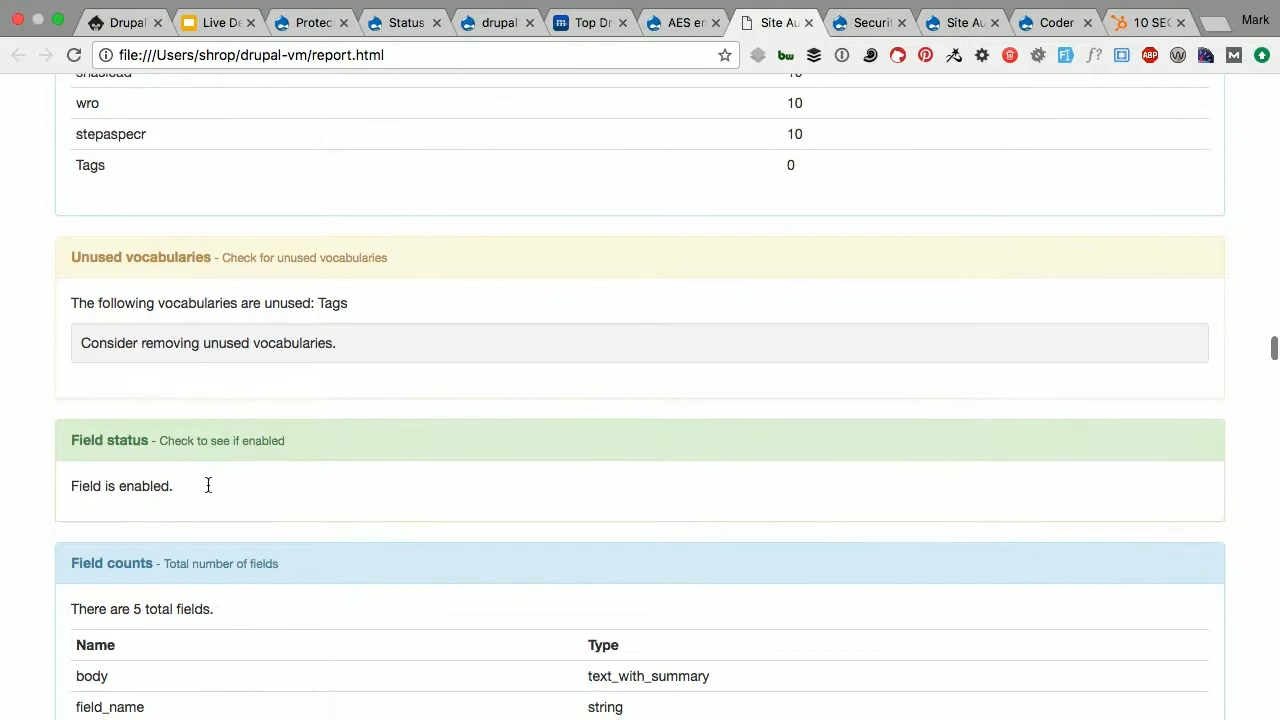 Drupal
Live De
Protec
Status
drupal
Top Dr
AES en
Site Au
Securi
Site Au
Coder
10 SEC
Mark
file:///Users/shrop/drupal-vm/report.html
10
wro 10
stepaspecr 10
Tags 0
Unused vocabularies - Check for unused vocabularies
The following vocabularies are unused: Tags
Consider removing unused vocabularies.
Field status - Check to see if enabled
Field is enabled.
Field counts - Total number of fields
There are 5 total fields.
Name Type
body text_with_summary
field_name string